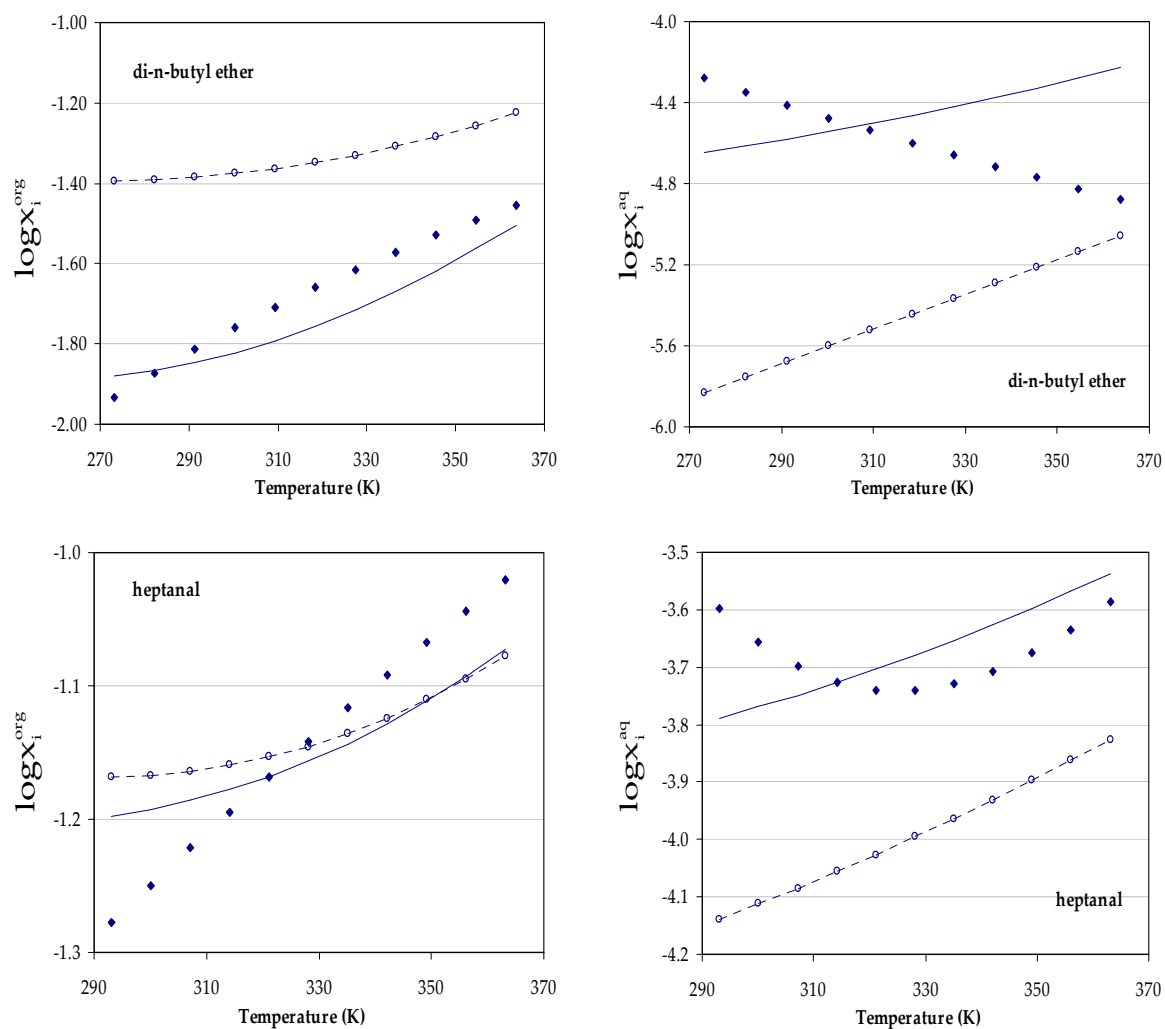 -1.00
-1.20
-1.40
-1.60
-1.80
-2.00
270 290 310 330 350 370
Temperature (K)
logx_i^org
di-n-butyl ether
-4.0
-4.4
-4.8
-5.2
-5.6
-6.0
270 290 310 330 350 370
Temperature (K)
logx_i^aq
di-n-butyl ether
-1.0
-1.1
-1.2
-1.3
290 310 330 350 370
Temperature (K)
logx_i^org
heptanal
-3.5
-3.6
-3.7
-3.8
-3.9
-4.0
-4.1
-4.2
290 310 330 350 370
Temperature (K)
logx_i^aq
heptanal